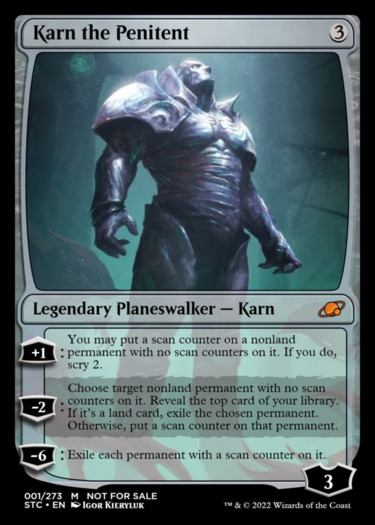 Karn the Penitent 3
Legendary Planeswalker — Karn
+1 : You may put a scan counter on a nonland
permanent with no scan counters on it. If you do,
scry 2.
Choose target nonland permanent with no
-2 : scan counters on it. Reveal the top card of your library.
If it's a land card, exile the chosen permanent.
Otherwise, put a scan counter on that permanent.
-6 : Exile each permanent with a scan counter on it.
3
001/273 M NOT FOR SALE
STC • EN Igor Kieryluk
™ & © 2022 Wizards of the Coast